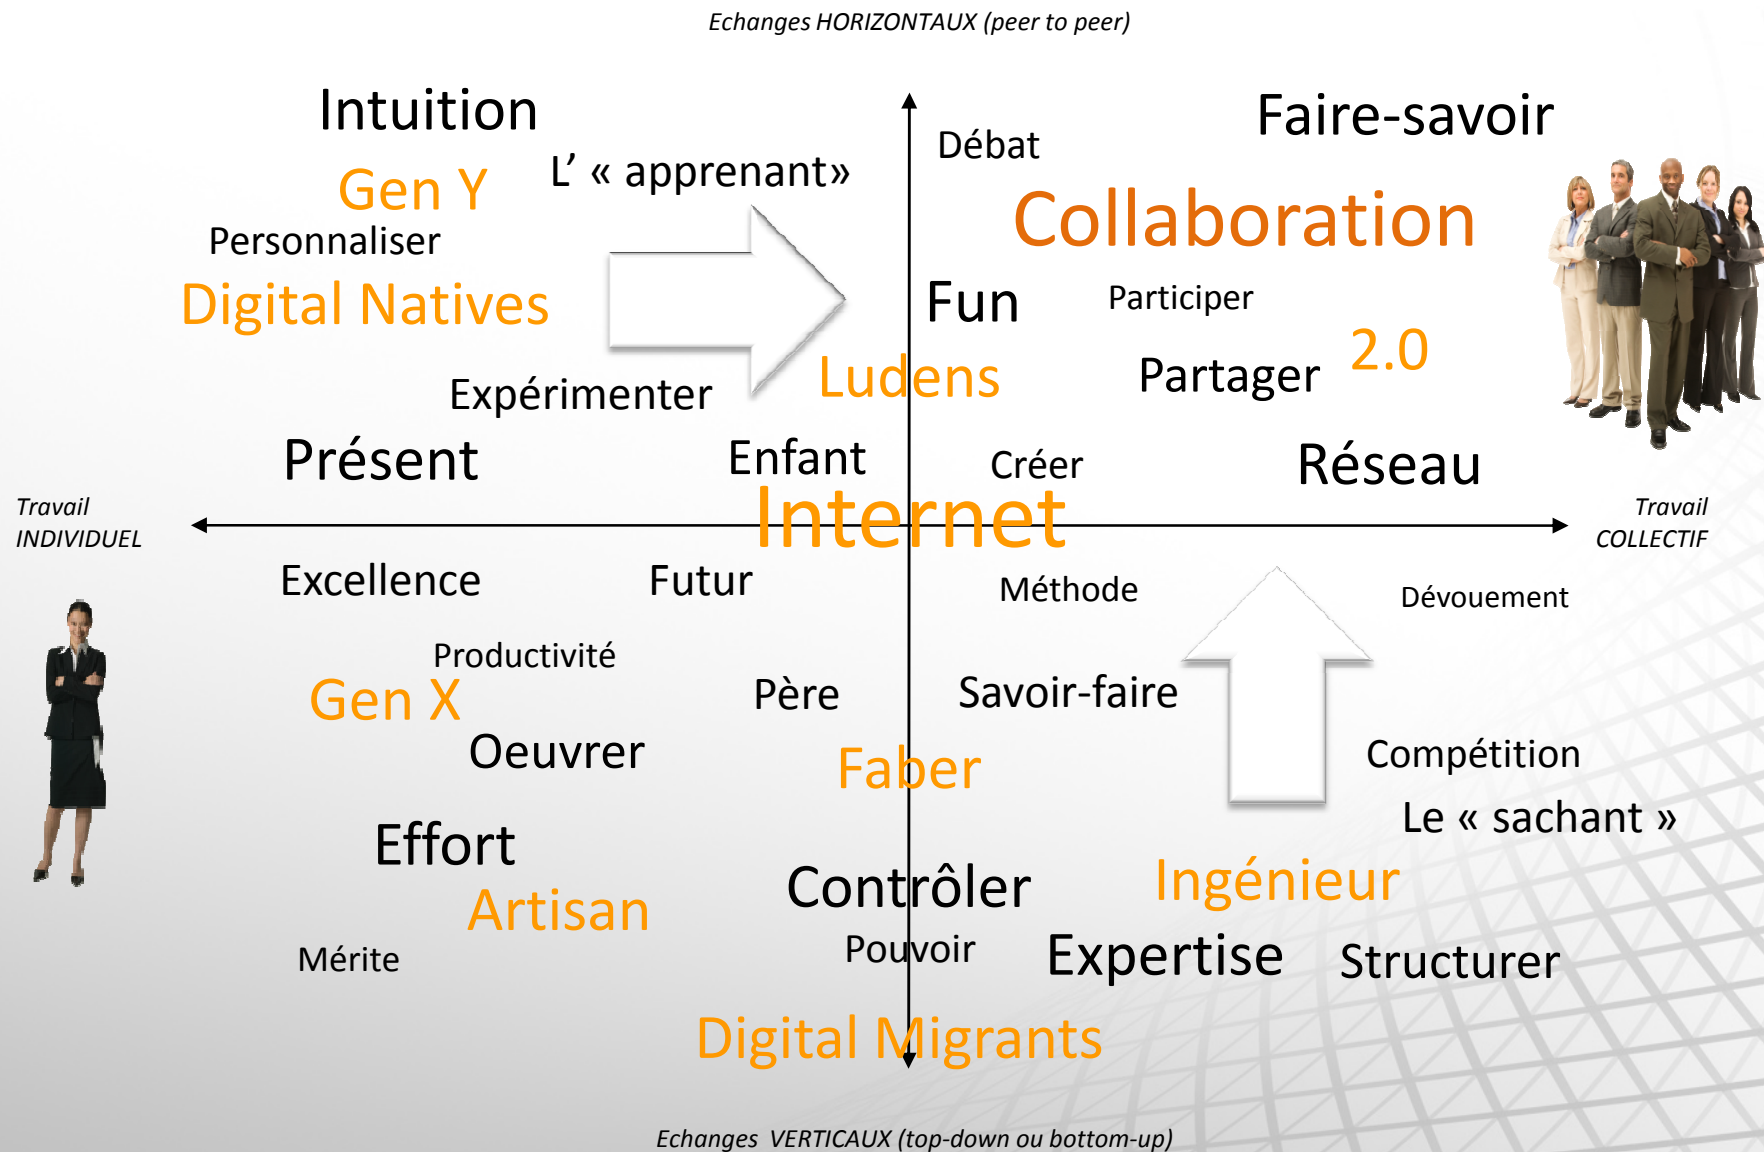 Echanges HORIZONTAUX (peer to peer)
Intuition
Faire-savoir
Débat
L’ « apprenant»
Gen Y
Collaboration
Personnaliser
Digital Natives
Fun
Participer
2.0
Ludens
Partager
Expérimenter
Présent
Enfant
Créer
Réseau
Internet
Travail
INDIVIDUEL
Travail
COLLECTIF
Excellence
Futur
Méthode
Dévouement
Productivité
Gen X
Père
Savoir-faire
Oeuvrer
Faber
Compétition
Le « sachant »
Effort
Contrôler
Ingénieur
Artisan
Pouvoir
Expertise
Structurer
Mérite
Digital Migrants
Echanges  VERTICAUX (top-down ou bottom-up)